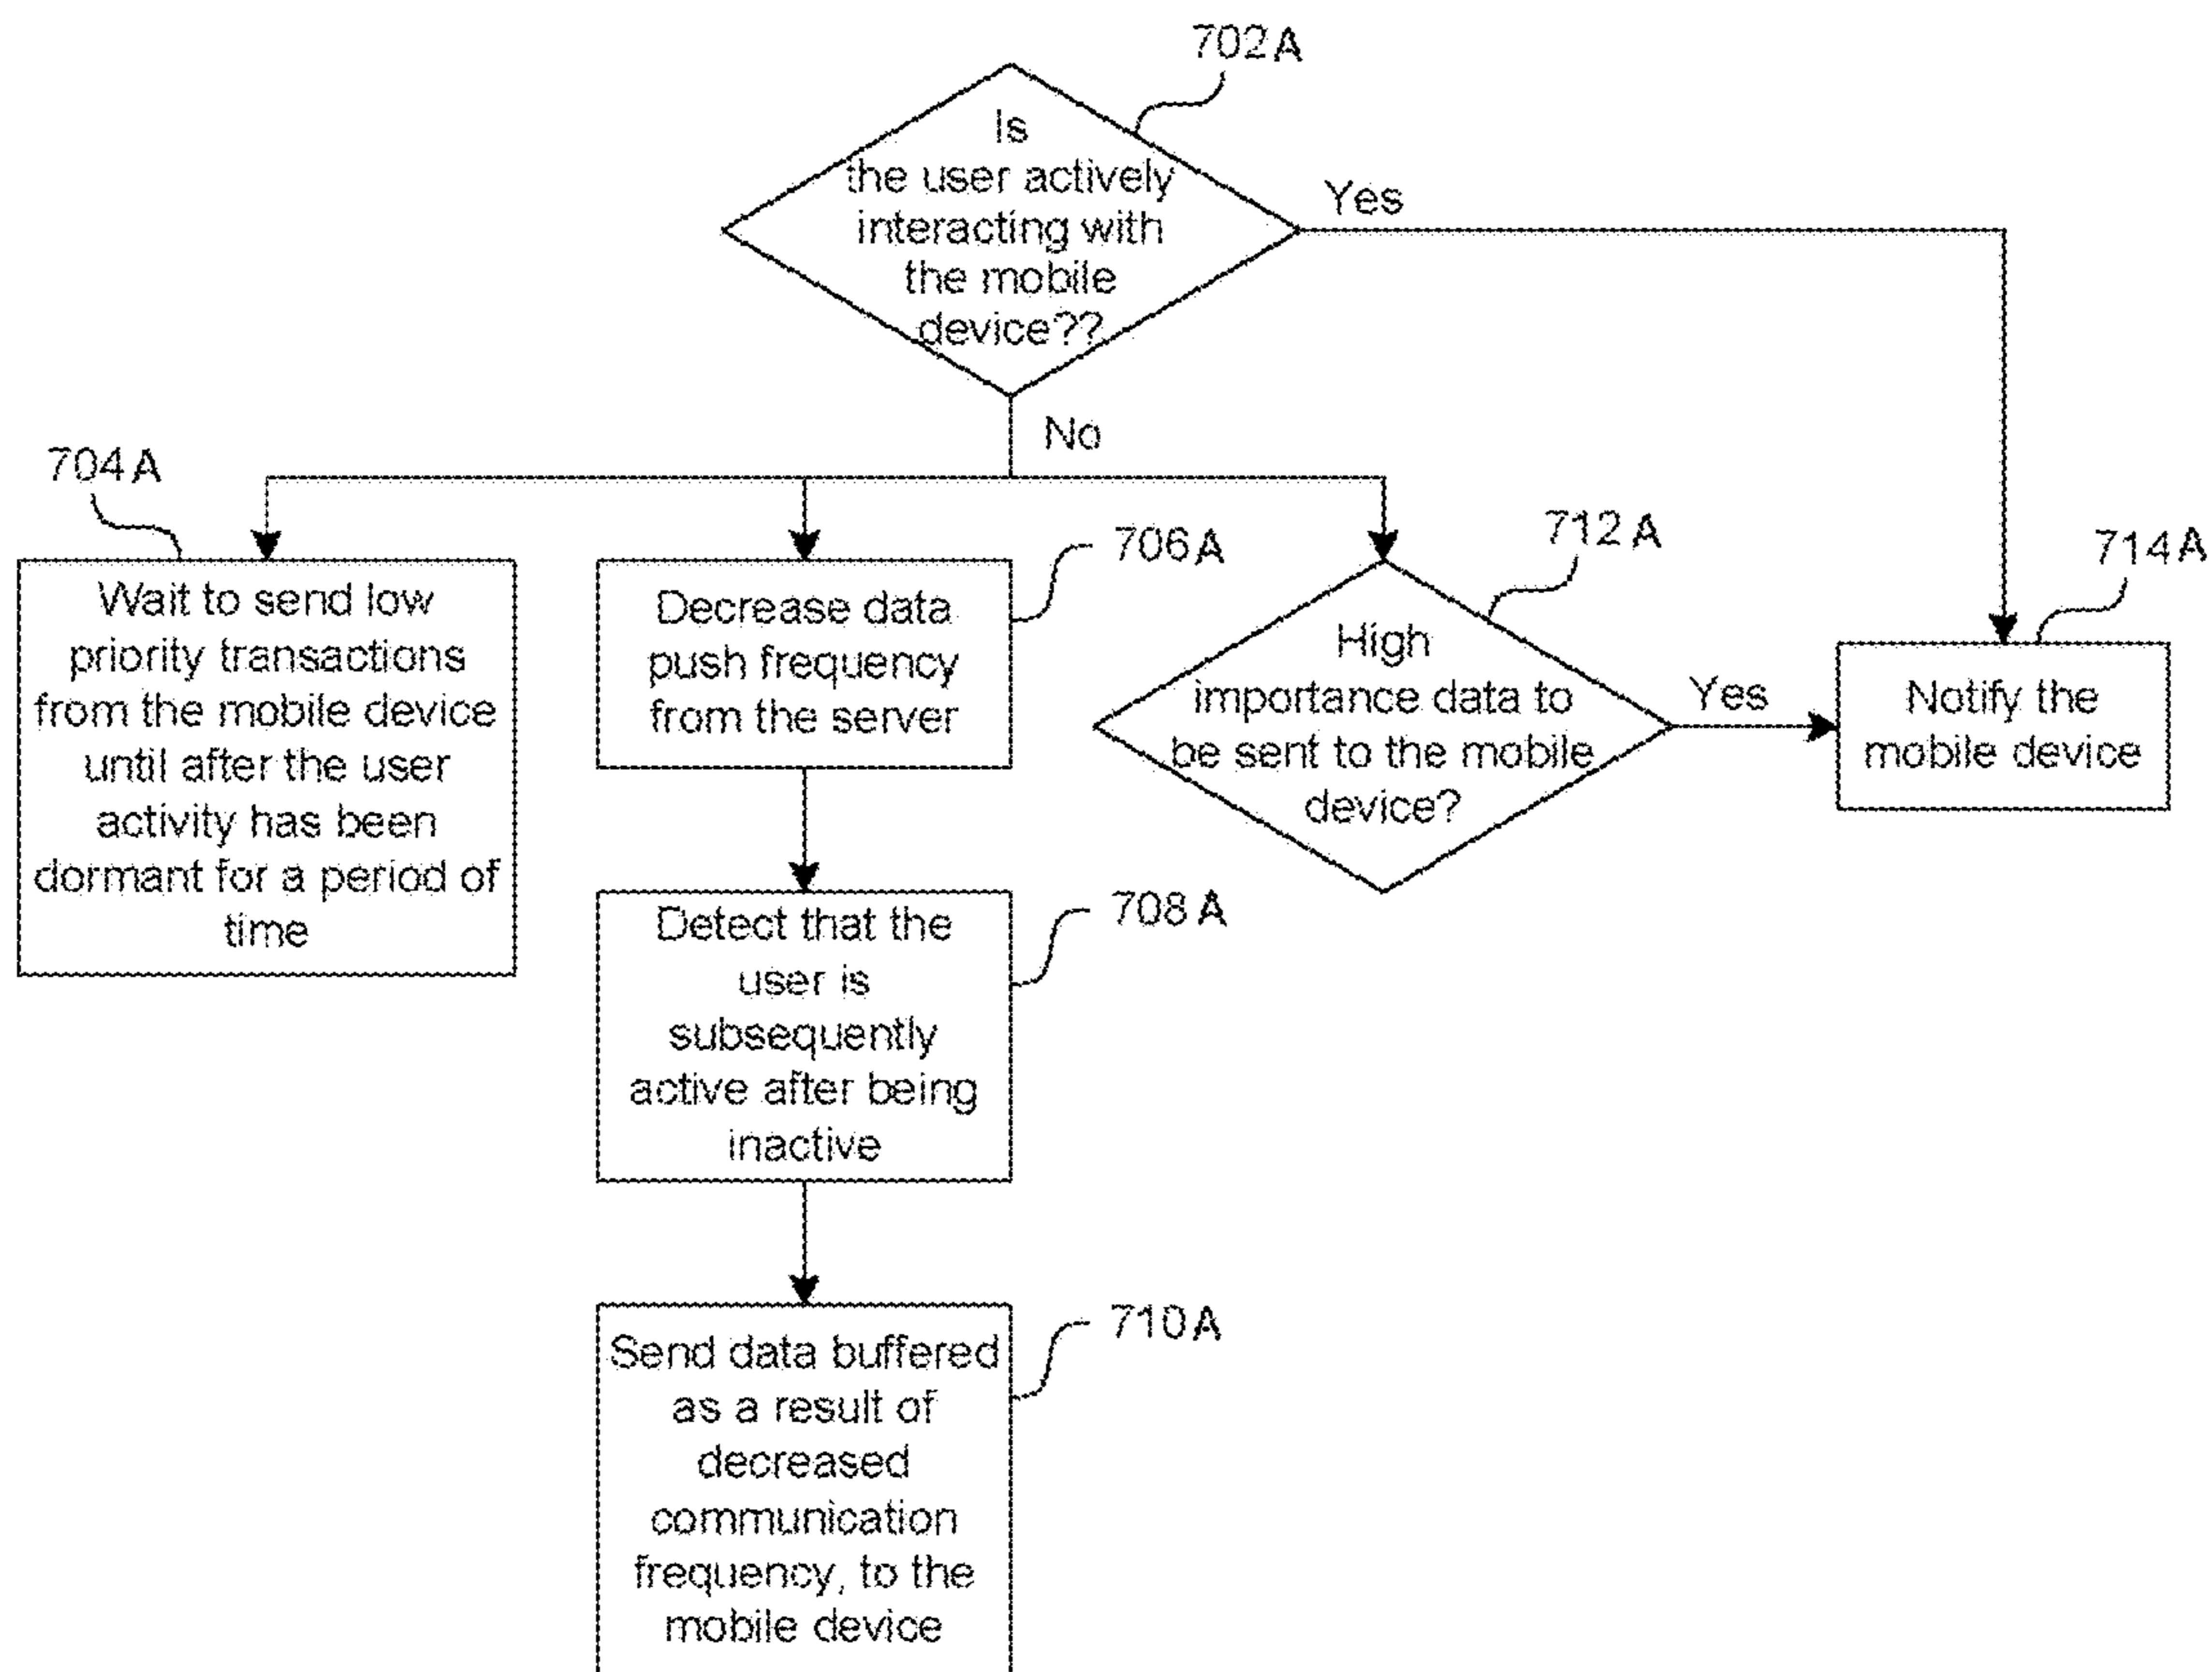 702A
Is
the user actively
interacting with
the mobile
device??
Yes
No
704A
Wait to send low
priority transactions
from the mobile device
until after the user
activity has been
dormant for a period of
time
706A
Decrease data
push frequency
from the server
712A
High
importance data to
be sent to the mobile
device?
Yes
714A
Notify the
mobile device
708A
Detect that the
user is
subsequently
active after being
inactive
710A
Send data buffered
as a result of
decreased
communication
frequency, to the
mobile device